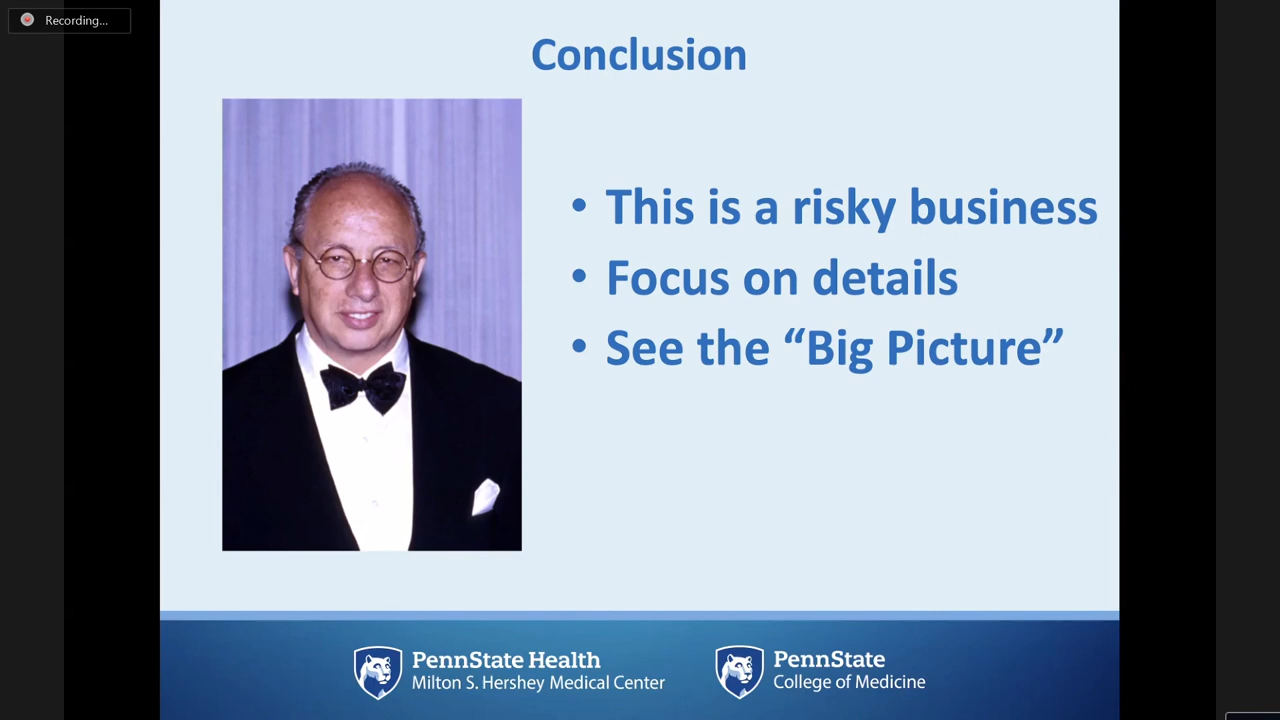 Recording...
Conclusion
• This is a risky business
• Focus on details
• See the “Big Picture”
PennState Health
Milton S. Hershey Medical Center
PennState
College of Medicine